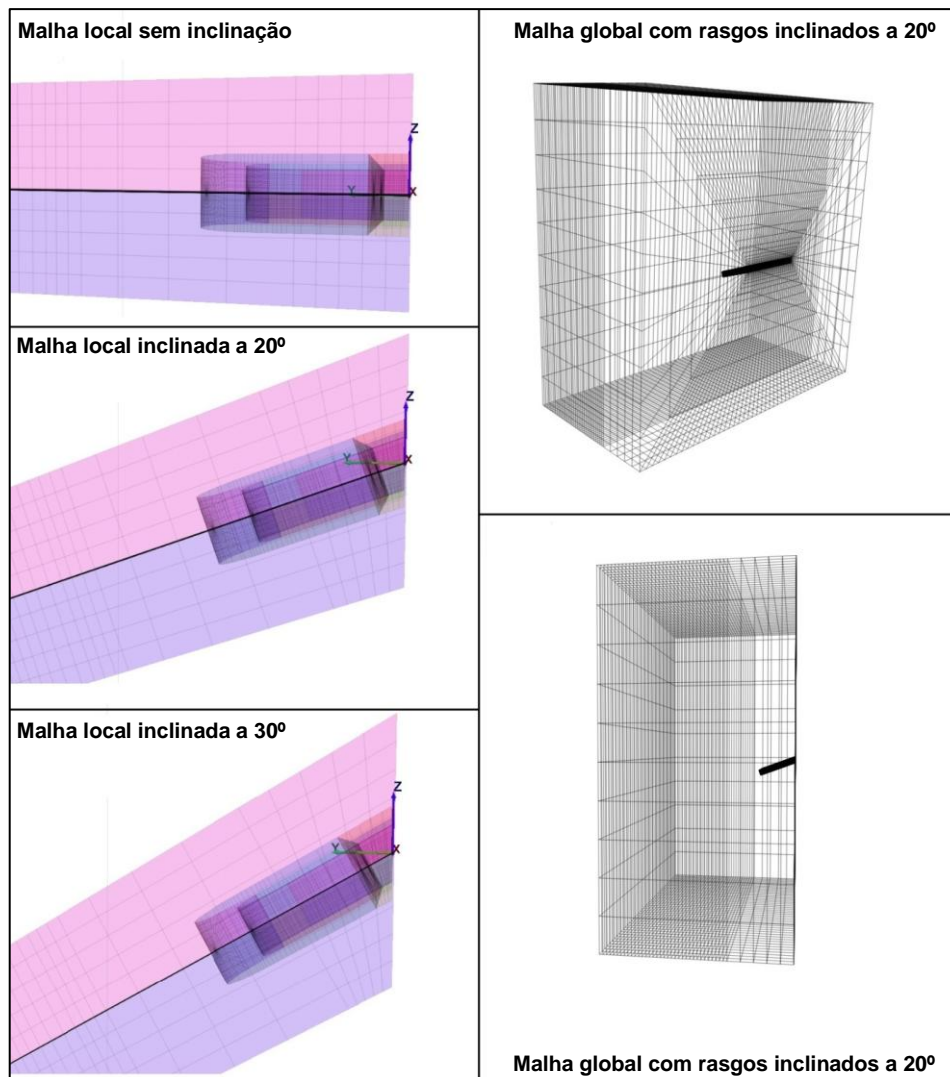 Malha local sem inclinação
Z
Y
X
Malha local inclinada a 20º
Z
Y
X
Malha local inclinada a 30º
Z
Y
X
Malha global com rasgos inclinados a 20º
Malha global com rasgos inclinados a 20º